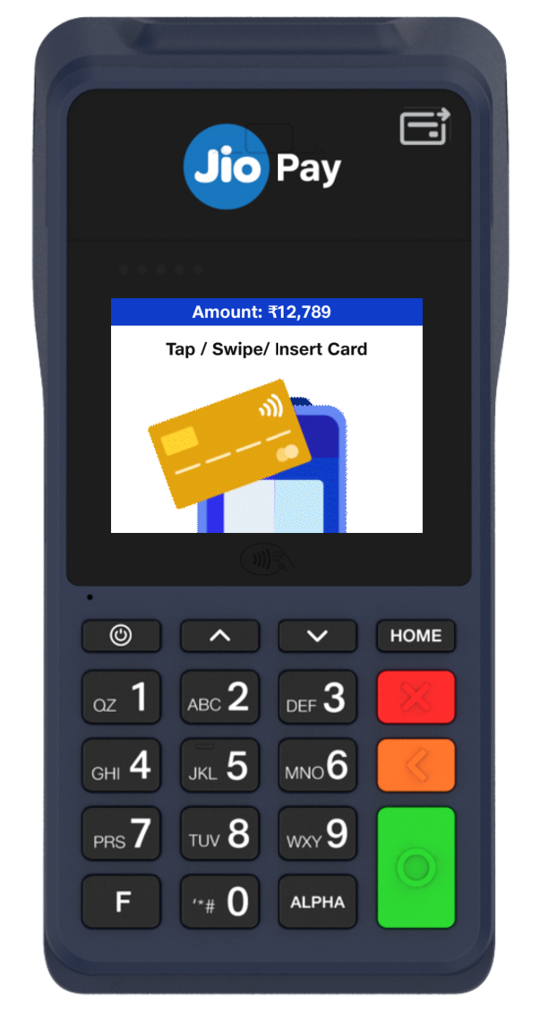 Jio Pay
Amount: ₹12,789
Tap / Swipe/ Insert Card
HOME
QZ 1 ABC 2 DEF 3
GHI 4 JKL 5 MNO 6
PRS 7 TUV 8 WXY 9
F '*# 0 ALPHA